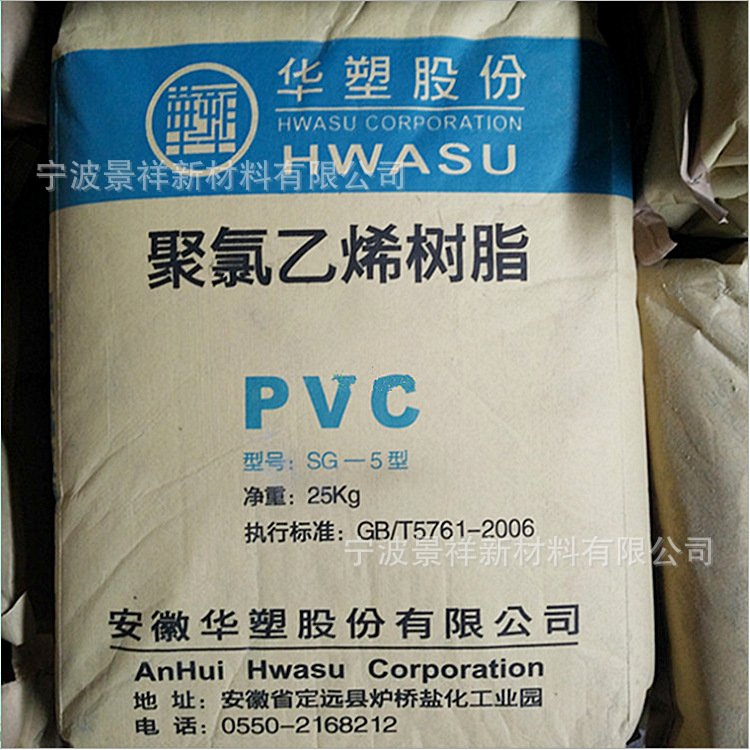 华塑股份
HWASU CORPORATION
HWASU
宁波景祥新材料有限公司
聚氯乙烯树脂
PVC
型号：SG－5型
净重：25Kg
执行标准：GB/T5761-2006
宁波景祥新材料有限公司
安徽华塑股份有限公司
AnHui Hwasu Corporation
地址：安徽省定远县炉桥盐化工业园
电话：0550-2168212